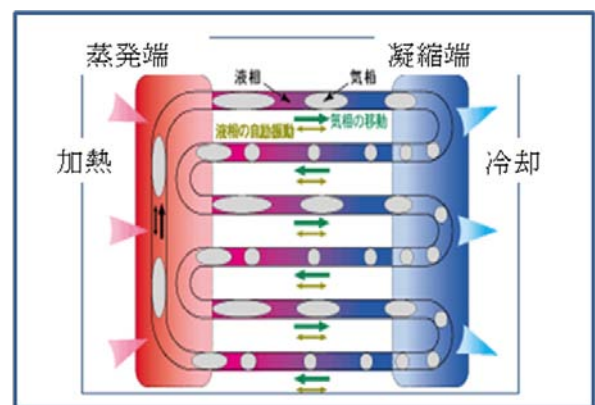 蒸発端
凝縮端
液相
気相
液相の自励振動
気相の移動
加熱
冷却